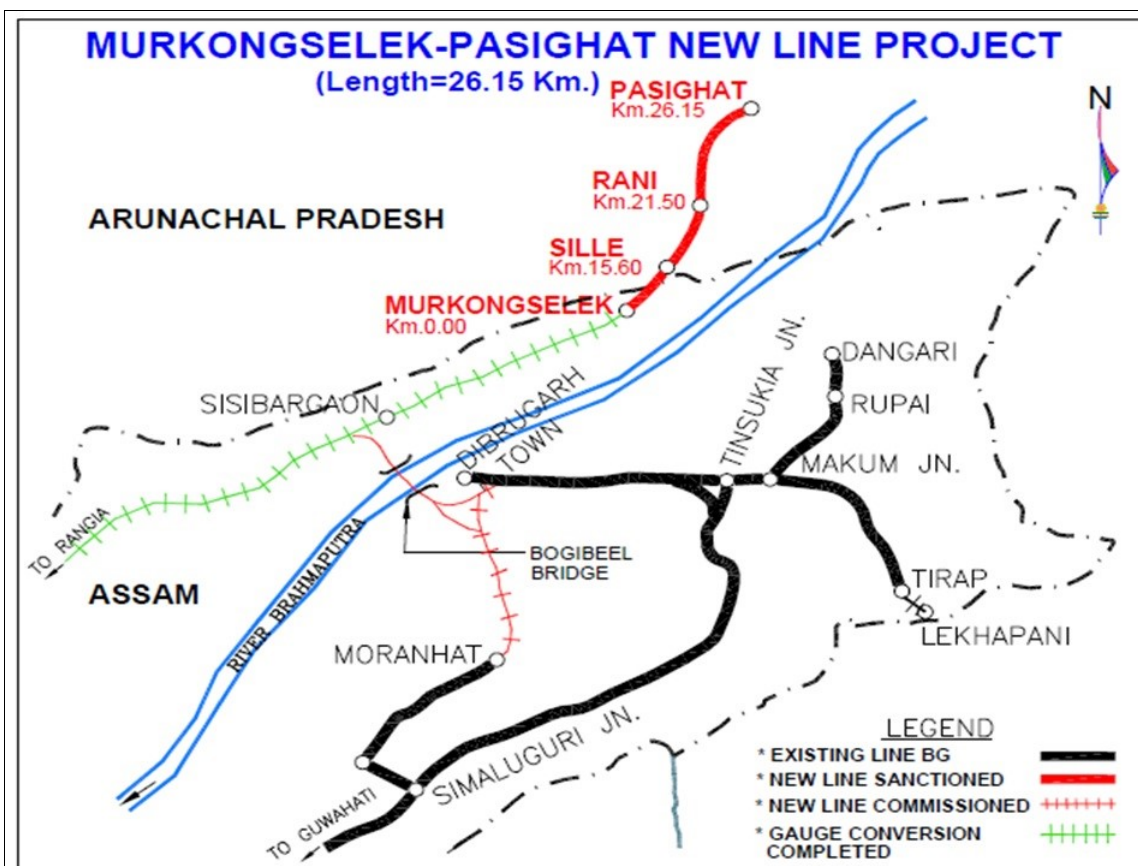 MURKONGSELEK-PASIGHAT NEW LINE PROJECT
(Length=26.15 Km.)
PASIGHAT
Km.26.15
N
RANI
Km.21.50
ARUNACHAL PRADESH
SILLE
Km.15.60
MURKONGSELEK
Km.0.00
SISIBARGAON
DIBRUGARH
TOWN
TINSUKIA JN.
DANGARI
RUPAI
MAKUM JN.
TO RANGIA
ASSAM
RIVER BRAHMAPUTRA
BOGIBEEL
BRIDGE
TIRAP
LEKHAPANI
MORANHAT
SIMALUGURI JN.
TO GUWAHATI
LEGEND
* EXISTING LINE BG
* NEW LINE SANCTIONED
* NEW LINE COMMISSIONED
* GAUGE CONVERSION
COMPLETED